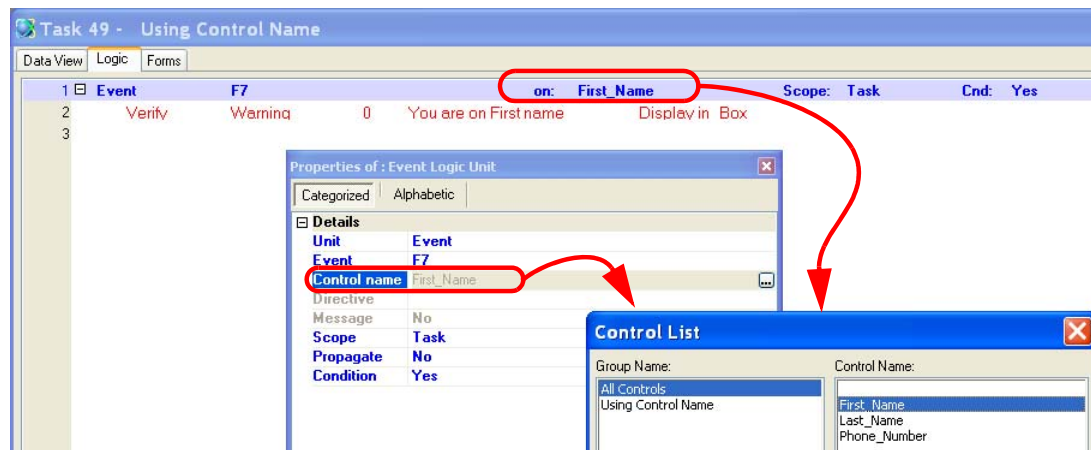 Task 49 - Using Control Name
Data View Logic Forms
1 Event F7 on: First_Name Scope: Task Cnd: Yes
2 Verify Warning 0 You are on First name Display in Box
3
Properties of : Event Logic Unit
Categorized Alphabetic
Details
Unit Event
Event F7
Control name First_Name ...
Directive
Message No
Scope Task
Propagate No
Condition Yes
Control List
Group Name: Control Name:
All Controls
Using Control Name
First_Name
Last_Name
Phone_Number